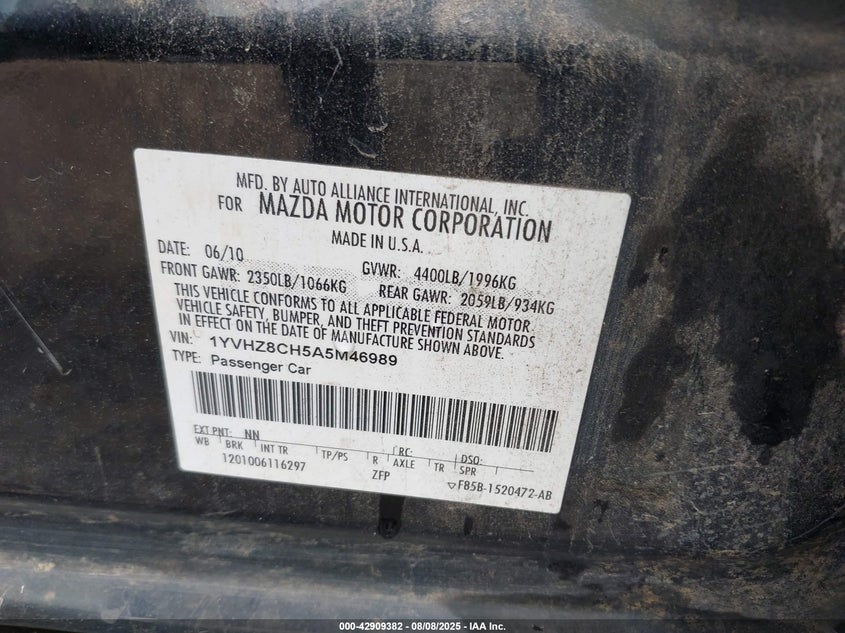 MFD. BY AUTO ALLIANCE INTERNATIONAL, INC.
FOR MAZDA MOTOR CORPORATION
MADE IN U.S.A.
DATE: 06/10 GVWR: 4400LB/1996KG
FRONT GAWR: 2350LB/1066KG REAR GAWR: 2059LB/934KG
THIS VEHICLE CONFORMS TO ALL APPLICABLE FEDERAL MOTOR
VEHICLE SAFETY, BUMPER, AND THEFT PREVENTION STANDARDS
IN EFFECT ON THE DATE OF MANUFACTURE SHOWN ABOVE.
VIN: 1YVHZ8CH5A5M46989
TYPE: Passenger Car
EXT PNT: NN RC: DSO:
WB BRK INT TR TP/PS R AXLE TR SPR
1201006116297 ZFP
▽F85B-1520472-AB
000-42909382 - 08/08/2025 - IAA Inc.